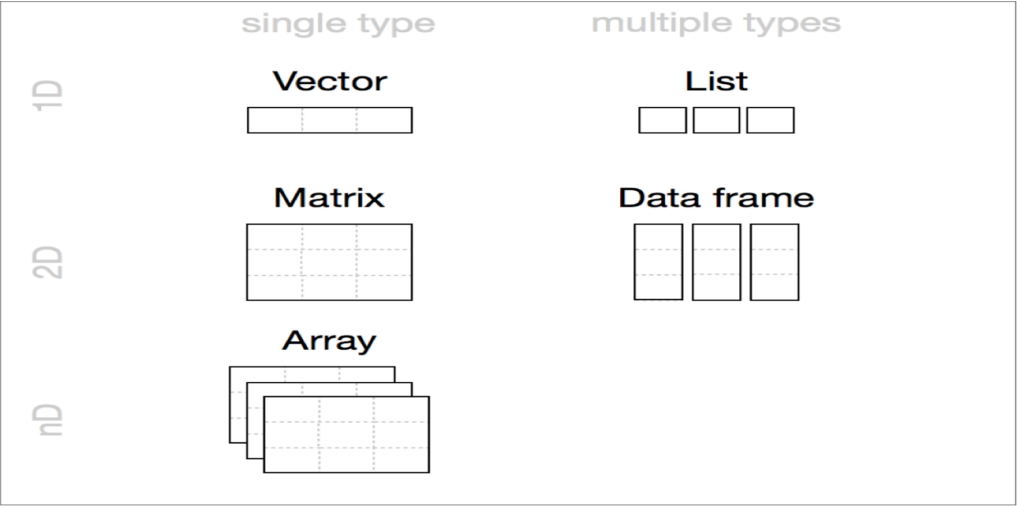 single type
multiple types
1D
Vector
List
2D
Matrix
Data frame
nD
Array